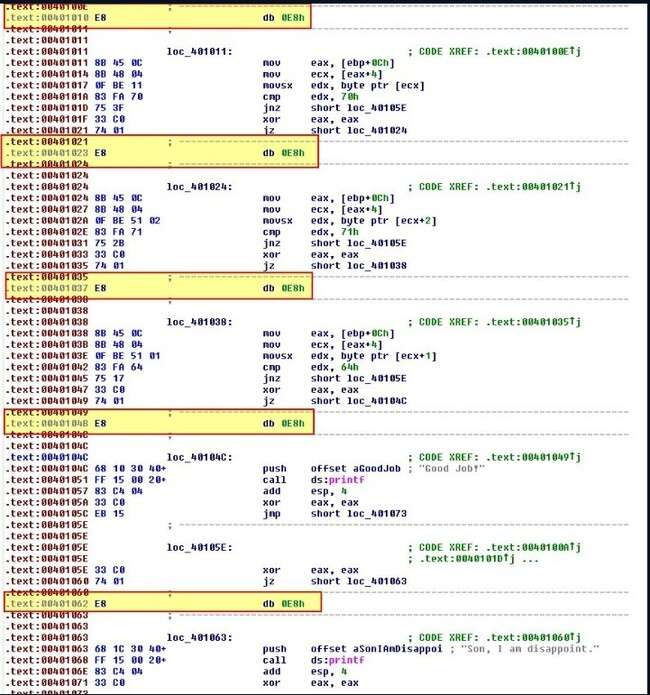 .text:0040100E ; ---------------------------------------------------------------------------
.text:00401010 E8 db 0E8h
.text:00401011 ; ---------------------------------------------------------------------------
.text:00401011
.text:00401011 loc_401011: ; CODE XREF: .text:0040100E↑j
.text:00401011 8B 45 0C mov eax, [ebp+0Ch]
.text:00401014 8B 48 04 mov ecx, [eax+4]
.text:00401017 0F BE 11 movsx edx, byte ptr [ecx]
.text:0040101A 83 FA 70 cmp edx, 70h
.text:0040101D 75 3F jnz short loc_40105E
.text:0040101F 33 C0 xor eax, eax
.text:00401021 74 01 jz short loc_401024
.text:00401021 ; ---------------------------------------------------------------------------
.text:00401023 E8 db 0E8h
.text:00401024 ; ---------------------------------------------------------------------------
.text:00401024
.text:00401024 loc_401024: ; CODE XREF: .text:00401021↑j
.text:00401024 8B 45 0C mov eax, [ebp+0Ch]
.text:00401027 8B 48 04 mov ecx, [eax+4]
.text:0040102A 0F BE 51 02 movsx edx, byte ptr [ecx+2]
.text:0040102E 83 FA 71 cmp edx, 71h
.text:00401031 75 2B jnz short loc_40105E
.text:00401033 33 C0 xor eax, eax
.text:00401035 74 01 jz short loc_401038
.text:00401035 ; ---------------------------------------------------------------------------
.text:00401037 E8 db 0E8h
.text:00401038 ; ---------------------------------------------------------------------------
.text:00401038
.text:00401038 loc_401038: ; CODE XREF: .text:00401035↑j
.text:00401038 8B 45 0C mov eax, [ebp+0Ch]
.text:0040103B 8B 48 04 mov ecx, [eax+4]
.text:0040103E 0F BE 51 01 movsx edx, byte ptr [ecx+1]
.text:00401042 83 FA 64 cmp edx, 64h
.text:00401045 75 17 jnz short loc_40105E
.text:00401047 33 C0 xor eax, eax
.text:00401049 74 01 jz short loc_40104C
.text:00401049 ; ---------------------------------------------------------------------------
.text:0040104B E8 db 0E8h
.text:0040104C ; ---------------------------------------------------------------------------
.text:0040104C
.text:0040104C loc_40104C: ; CODE XREF: .text:00401049↑j
.text:0040104C 68 10 30 40+ push offset aGoodJob ; "Good Job!"
.text:00401051 FF 15 00 20+ call ds:printf
.text:00401057 83 C4 04 add esp, 4
.text:0040105A 33 C0 xor eax, eax
.text:0040105C EB 15 jmp short loc_401073
.text:0040105E ; ---------------------------------------------------------------------------
.text:0040105E
.text:0040105E loc_40105E: ; CODE XREF: .text:0040100A↑j
.text:0040105E ; .text:0040101D↑j ...
.text:0040105E 33 C0 xor eax, eax
.text:00401060 74 01 jz short loc_401063
.text:00401060 ; ---------------------------------------------------------------------------
.text:00401062 E8 db 0E8h
.text:00401063 ; ---------------------------------------------------------------------------
.text:00401063
.text:00401063 loc_401063: ; CODE XREF: .text:00401060↑j
.text:00401063 68 1C 30 40+ push offset aSonIAmDisappoi ; "Son, I am disappoint."
.text:00401068 FF 15 00 20+ call ds:printf
.text:0040106E 83 C4 04 add esp, 4
.text:00401071 33 C0 xor eax, eax